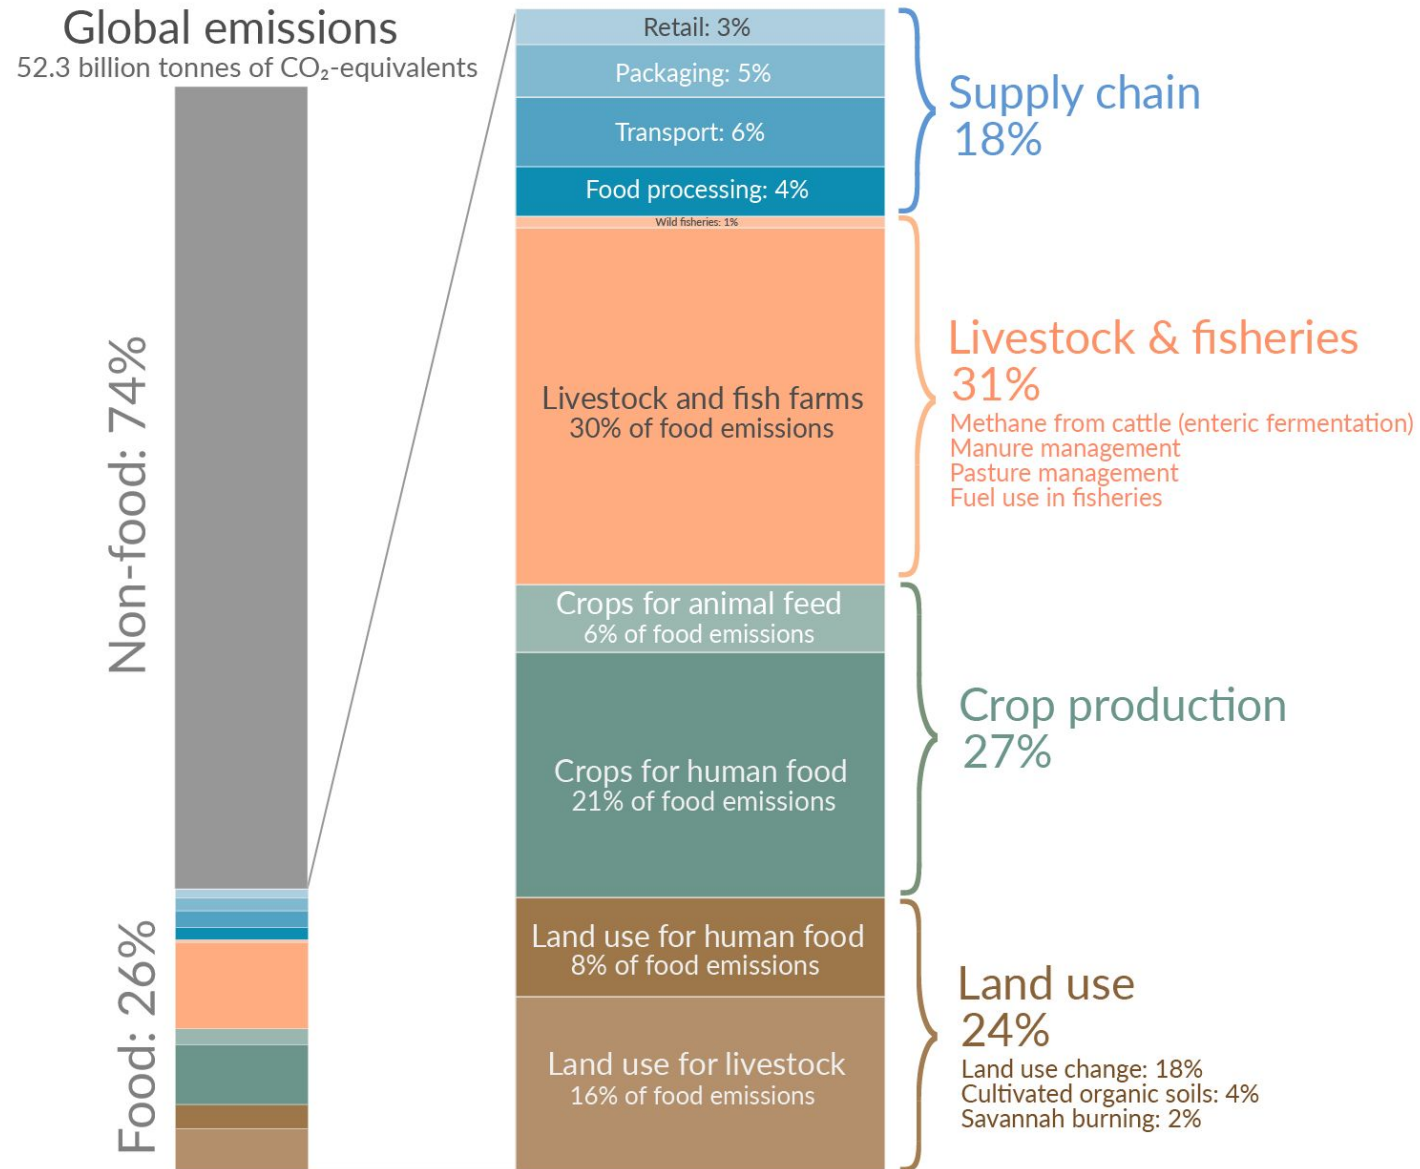 Global emissions
52.3 billion tonnes of CO₂-equivalents
Non-food: 74%
Food: 26%
Retail: 3%
Packaging: 5%
Transport: 6%
Food processing: 4%
Wild fisheries: 1%
Livestock and fish farms
30% of food emissions
Crops for animal feed
6% of food emissions
Crops for human food
21% of food emissions
Land use for human food
8% of food emissions
Land use for livestock
16% of food emissions
Supply chain
18%
Livestock & fisheries
31%
Methane from cattle (enteric fermentation)
Manure management
Pasture management
Fuel use in fisheries
Crop production
27%
Land use
24%
Land use change: 18%
Cultivated organic soils: 4%
Savannah burning: 2%